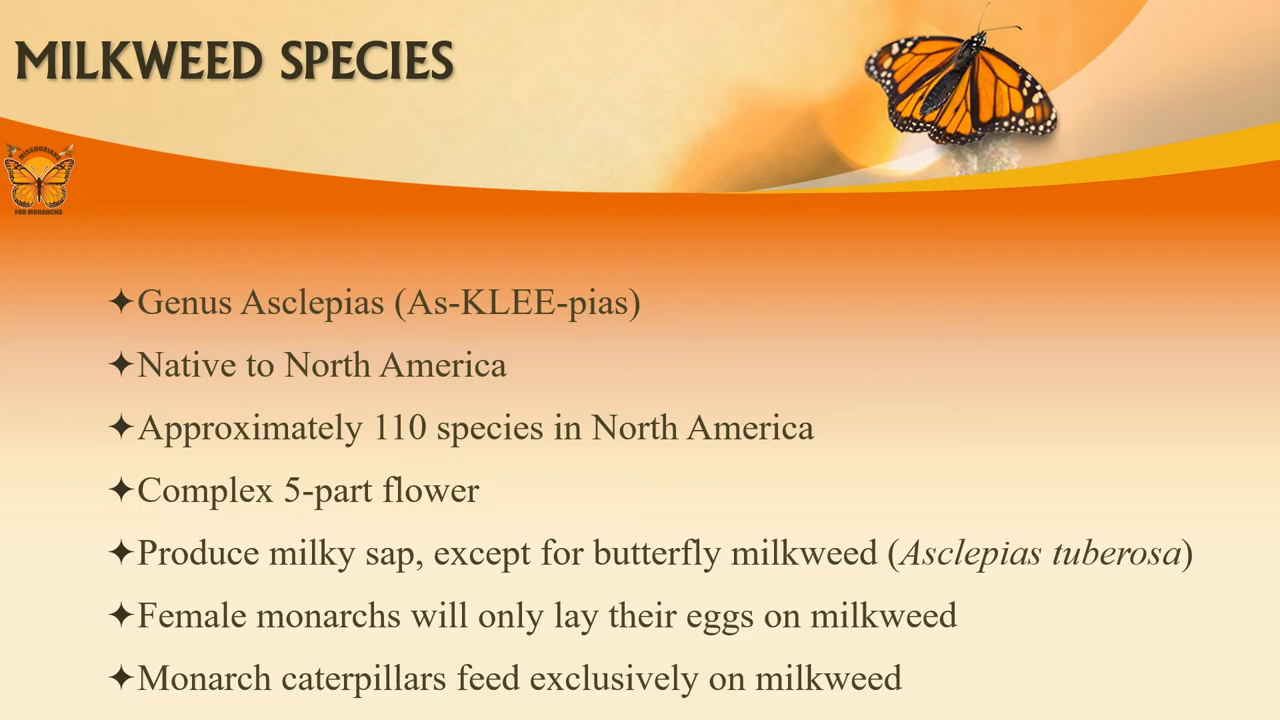 MILKWEED SPECIES
MISSOURIANS
FOR MONARCHS
✦Genus Asclepias (As-KLEE-pias)
✦Native to North America
✦Approximately 110 species in North America
✦Complex 5-part flower
✦Produce milky sap, except for butterfly milkweed (Asclepias tuberosa)
✦Female monarchs will only lay their eggs on milkweed
✦Monarch caterpillars feed exclusively on milkweed